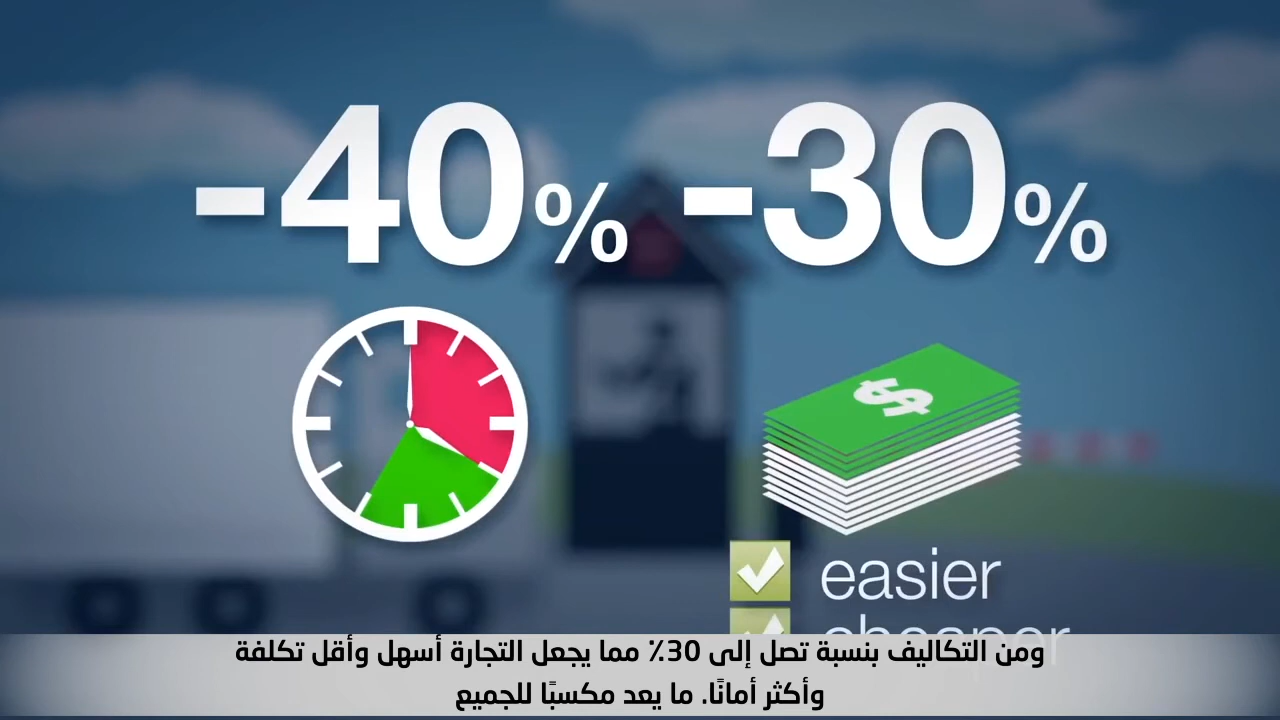 -40% -30%
$
easier
cheaper
ومن التكاليف بنسبة تصل إلى 30٪ مما يجعل التجارة أسهل وأقل تكلفة
وأكثر أمانًا. ما يعد مكسبًا للجميع